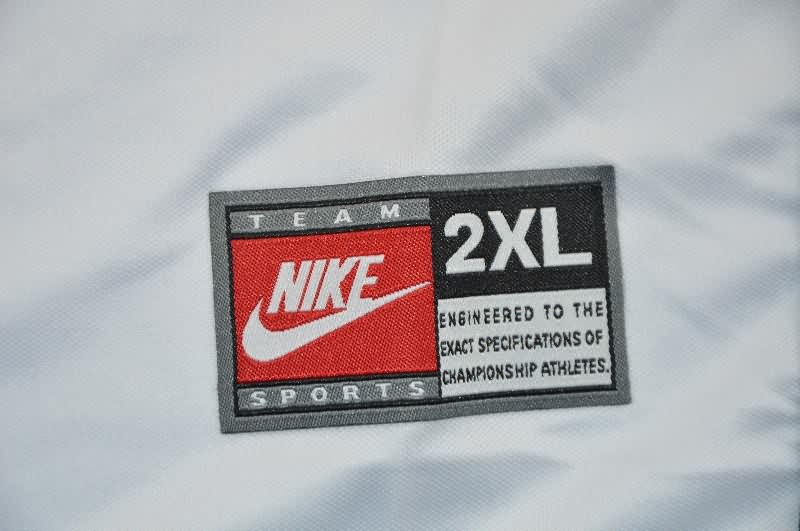 TEAM
NIKE
SPORTS
2XL
ENGINEERED TO THE
EXACT SPECIFICATIONS OF
CHAMPIONSHIP ATHLETES.